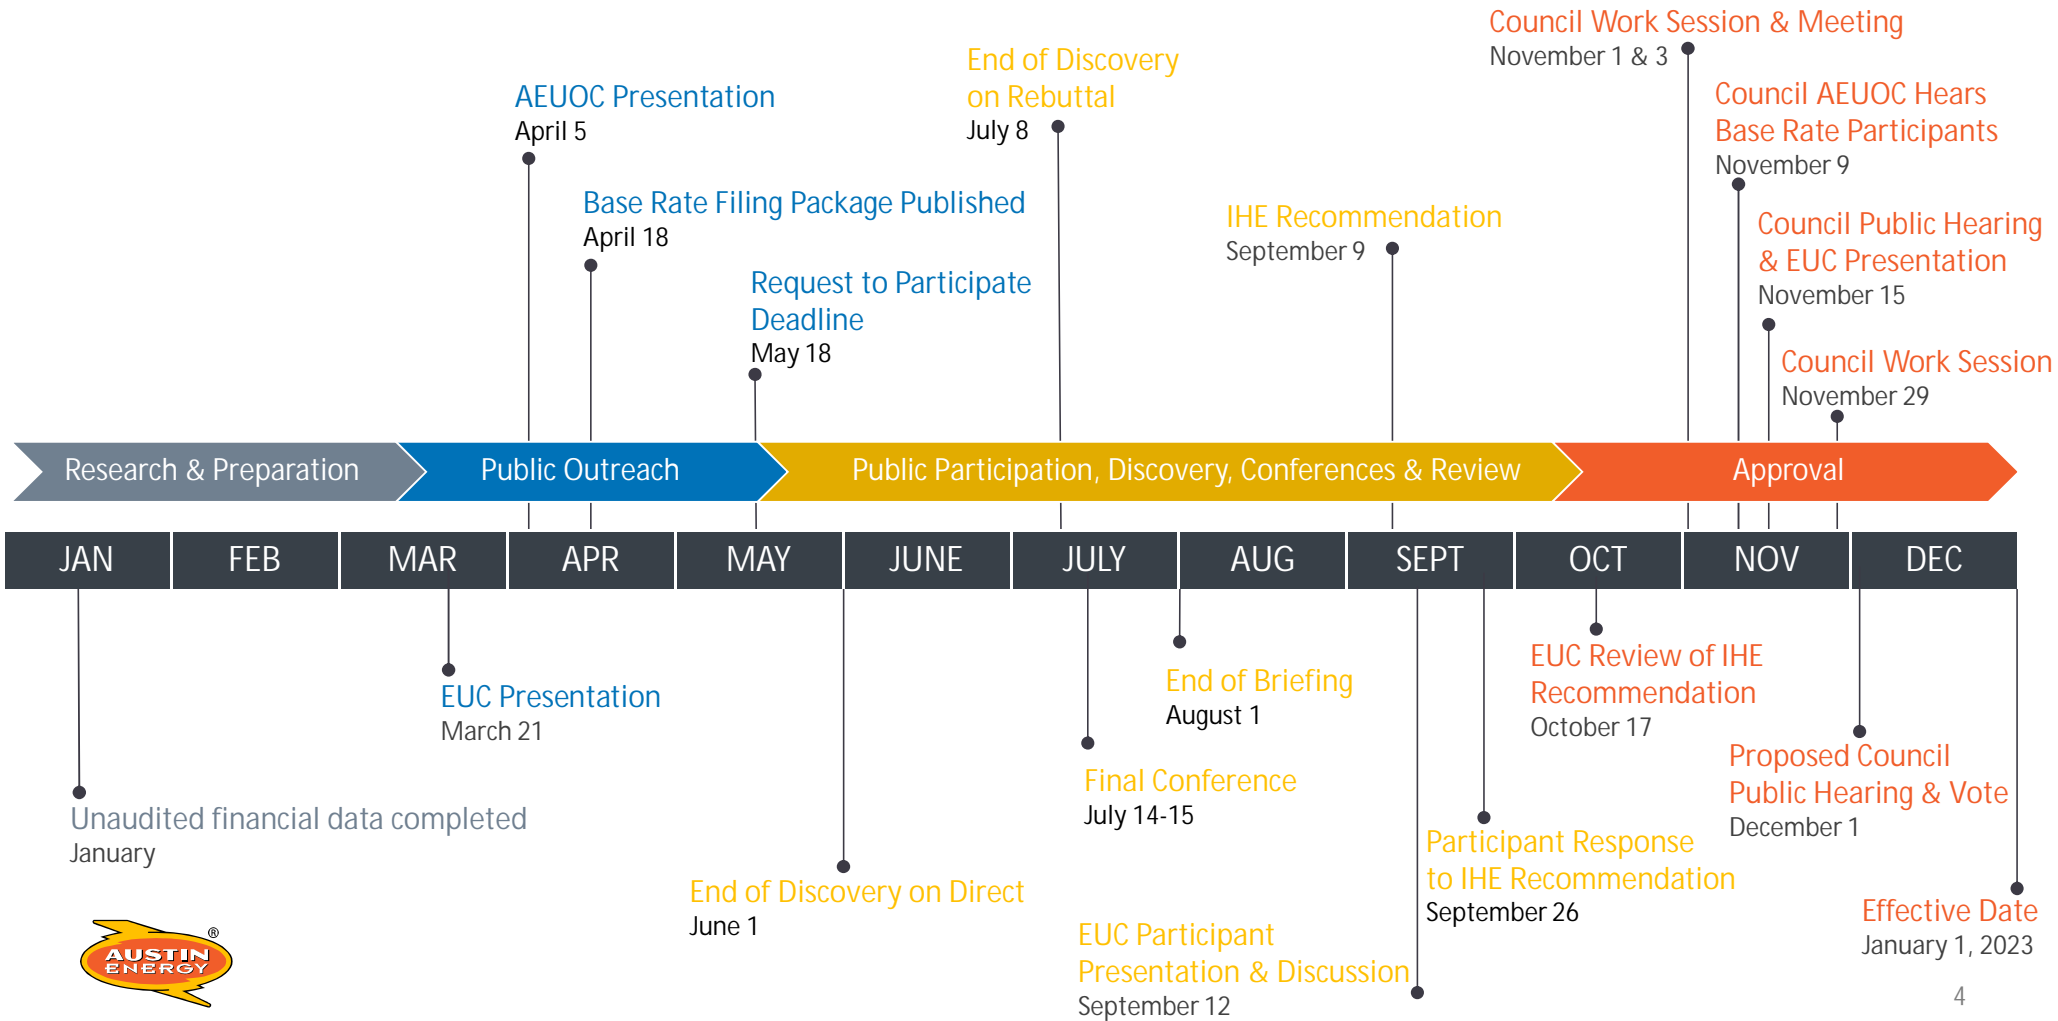 Council Work Session & Meeting
November 1 & 3
End of Discovery
on Rebuttal
July 8
AEUOC Presentation
April 5
Council AEUOC Hears
Base Rate Participants
November 9
Base Rate Filing Package Published
April 18
IHE Recommendation
September 9
Council Public Hearing
& EUC Presentation
November 15
Request to Participate
Deadline
May 18
Council Work Session
November 29
Research & Preparation
Public Outreach
Public Participation, Discovery, Conferences & Review
Approval
JAN
FEB
MAR
APR
MAY
JUNE
JULY
AUG
SEPT
OCT
NOV
DEC
EUC Presentation
March 21
End of Briefing
August 1
EUC Review of IHE
Recommendation
October 17
Unaudited financial data completed
January
Final Conference
July 14-15
Proposed Council
Public Hearing & Vote
December 1
End of Discovery on Direct
June 1
Participant Response
to IHE Recommendation
September 26
EUC Participant
Presentation & Discussion
September 12
Effective Date
January 1, 2023
AUSTIN
ENERGY
®
4